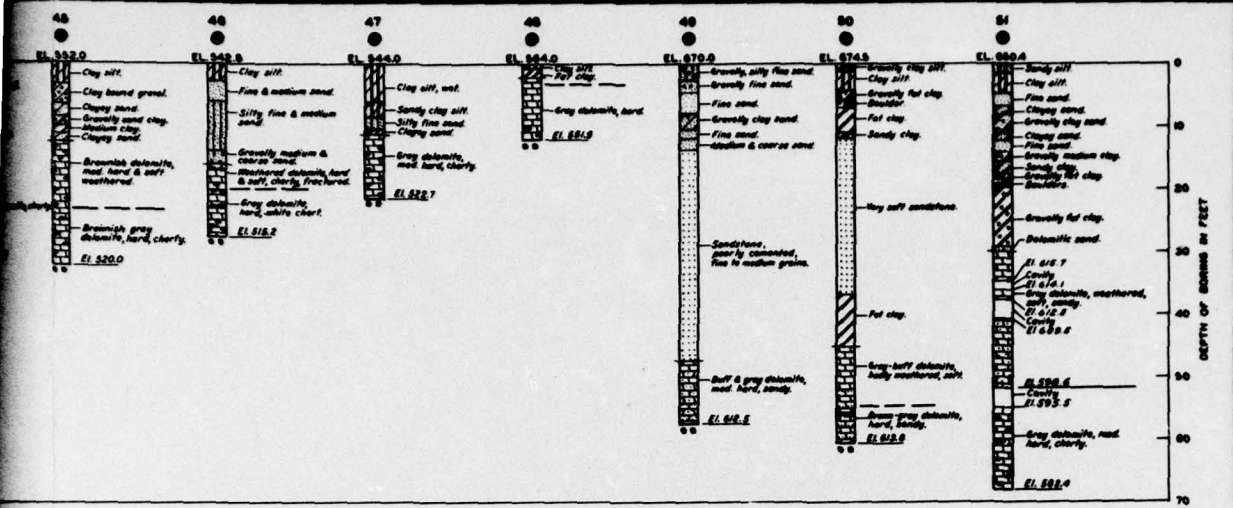 45
EL. 552.0
Clay silt.
Clay bound gravel.
Clayey sand.
Gravelly sand clay.
Medium clay.
Clayey sand.
Brownish dolomite,
mod. hard & soft
weathered.
Brownish gray
dolomite, hard, cherty.
El. 520.0
46
EL. 542.5
Clay silt.
Fine & medium sand.
Silty fine & medium
sand.
Gravelly medium &
coarse sand.
Weathered dolomite, hard
& soft, cherty, fractured.
Gray dolomite,
hard, white chert.
El. 515.2
47
EL. 544.0
Clay silt, wet.
Sandy clay silt.
Silty fine sand.
Clayey sand.
Gray dolomite,
mod. hard, cherty.
El. 522.7
48
EL. 564.0
Clay silt.
Fat clay.
Gray dolomite, hard.
El. 551.9
49
EL. 670.0
Gravelly, silty fine sand.
Gravelly fine sand.
Fine sand.
Gravelly clay sand.
Fine sand.
Medium & coarse sand.
Sandstone,
poorly cemented,
fine to medium grains.
Buff & gray dolomite,
mod. hard, sandy.
El. 612.5
50
EL. 674.5
Gravelly clay silt.
Clay silt.
Gravelly fat clay.
Boulder.
Fat clay.
Sandy clay.
Very soft sandstone.
Fat clay.
Gray-buff dolomite,
badly weathered, soft.
Brown-gray dolomite,
hard, sandy.
El. 613.8
51
EL. 650.4
Sandy silt.
Clay silt.
Fine sand.
Clayey sand.
Gravelly clay sand.
Clayey sand.
Fine sand.
Gravelly medium clay.
Sandy clay.
Gravelly fat clay.
Boulders.
Gravelly fat clay.
Dolomitic sand.
El. 615.7
Cavity
El. 614.1
Gray dolomite, weathered,
soft, sandy.
El. 612.5
Cavity
El. 609.5
El. 598.6
Cavity
El. 595.5
Gray dolomite, mod.
hard, cherty.
El. 582.4
0
10
20
30
40
50
60
70
DEPTH OF BORING IN FEET